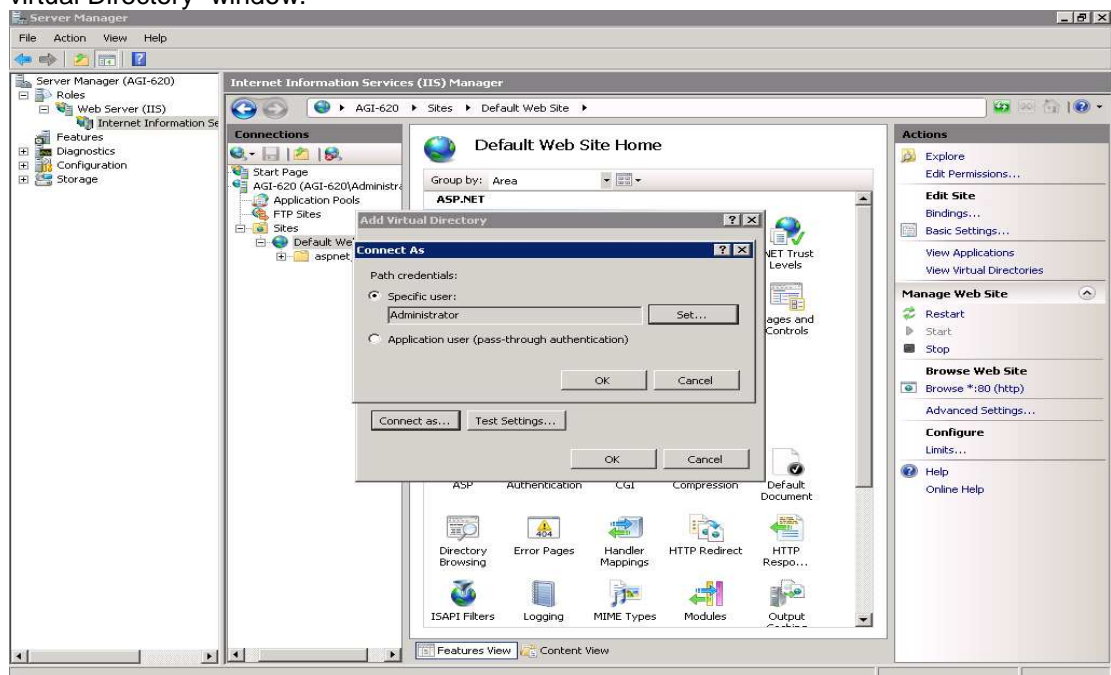 virtual Directory" window.
Server Manager
File Action View Help
Server Manager (AGI-620)
Roles
Web Server (IIS)
Internet Information Se
Features
Diagnostics
Configuration
Storage
Internet Information Services (IIS) Manager
AGI-620 Sites Default Web Site
Connections
Start Page
AGI-620 (AGI-620\Administra
Application Pools
FTP Sites
Sites
Default We
aspnet_
Default Web Site Home
Group by: Area
ASP.NET
.NET Trust
Levels
ages and
Controls
Add Virtual Directory
Connect As
Path credentials:
Specific user:
Administrator
Set...
Application user (pass-through authentication)
OK Cancel
Connect as... Test Settings...
OK Cancel
ASP Authentication CGI Compression Default
Document
Directory
Browsing
Error Pages
Handler
Mappings
HTTP Redirect
HTTP
Respo...
404
ISAPI Filters Logging MIME Types Modules Output
Features View Content View
Actions
Explore
Edit Permissions...
Edit Site
Bindings...
Basic Settings...
View Applications
View Virtual Directories
Manage Web Site
Restart
Start
Stop
Browse Web Site
Browse *:80 (http)
Advanced Settings...
Configure
Limits...
Help
Online Help